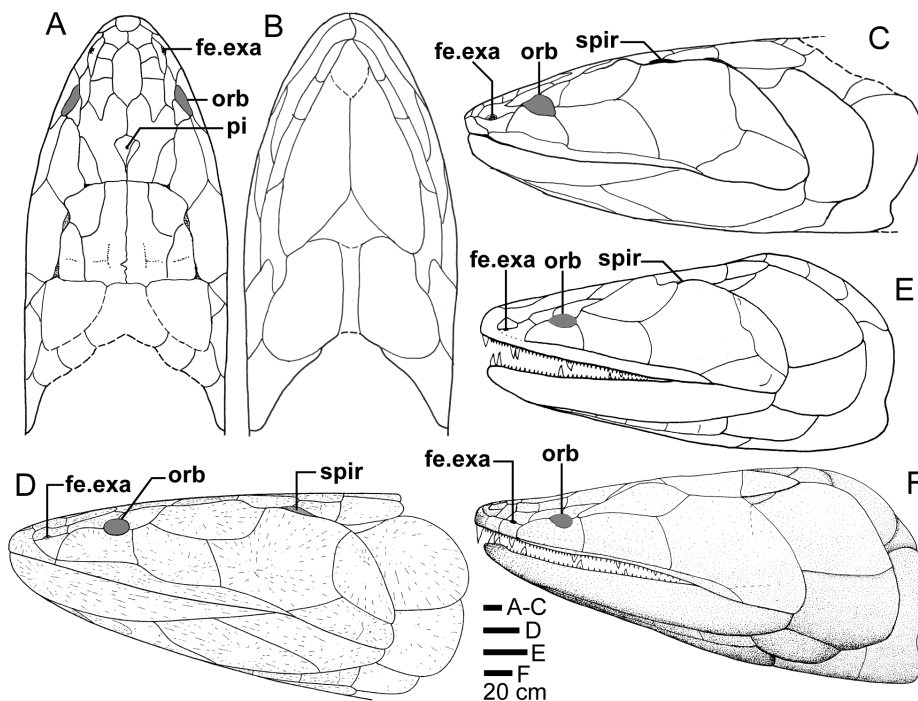 A
B
fe.exa
orb
pi
C
fe.exa
orb
spir
E
fe.exa
orb
spir
D
fe.exa
orb
spir
F
fe.exa
orb
A-C
D
E
F
20 cm